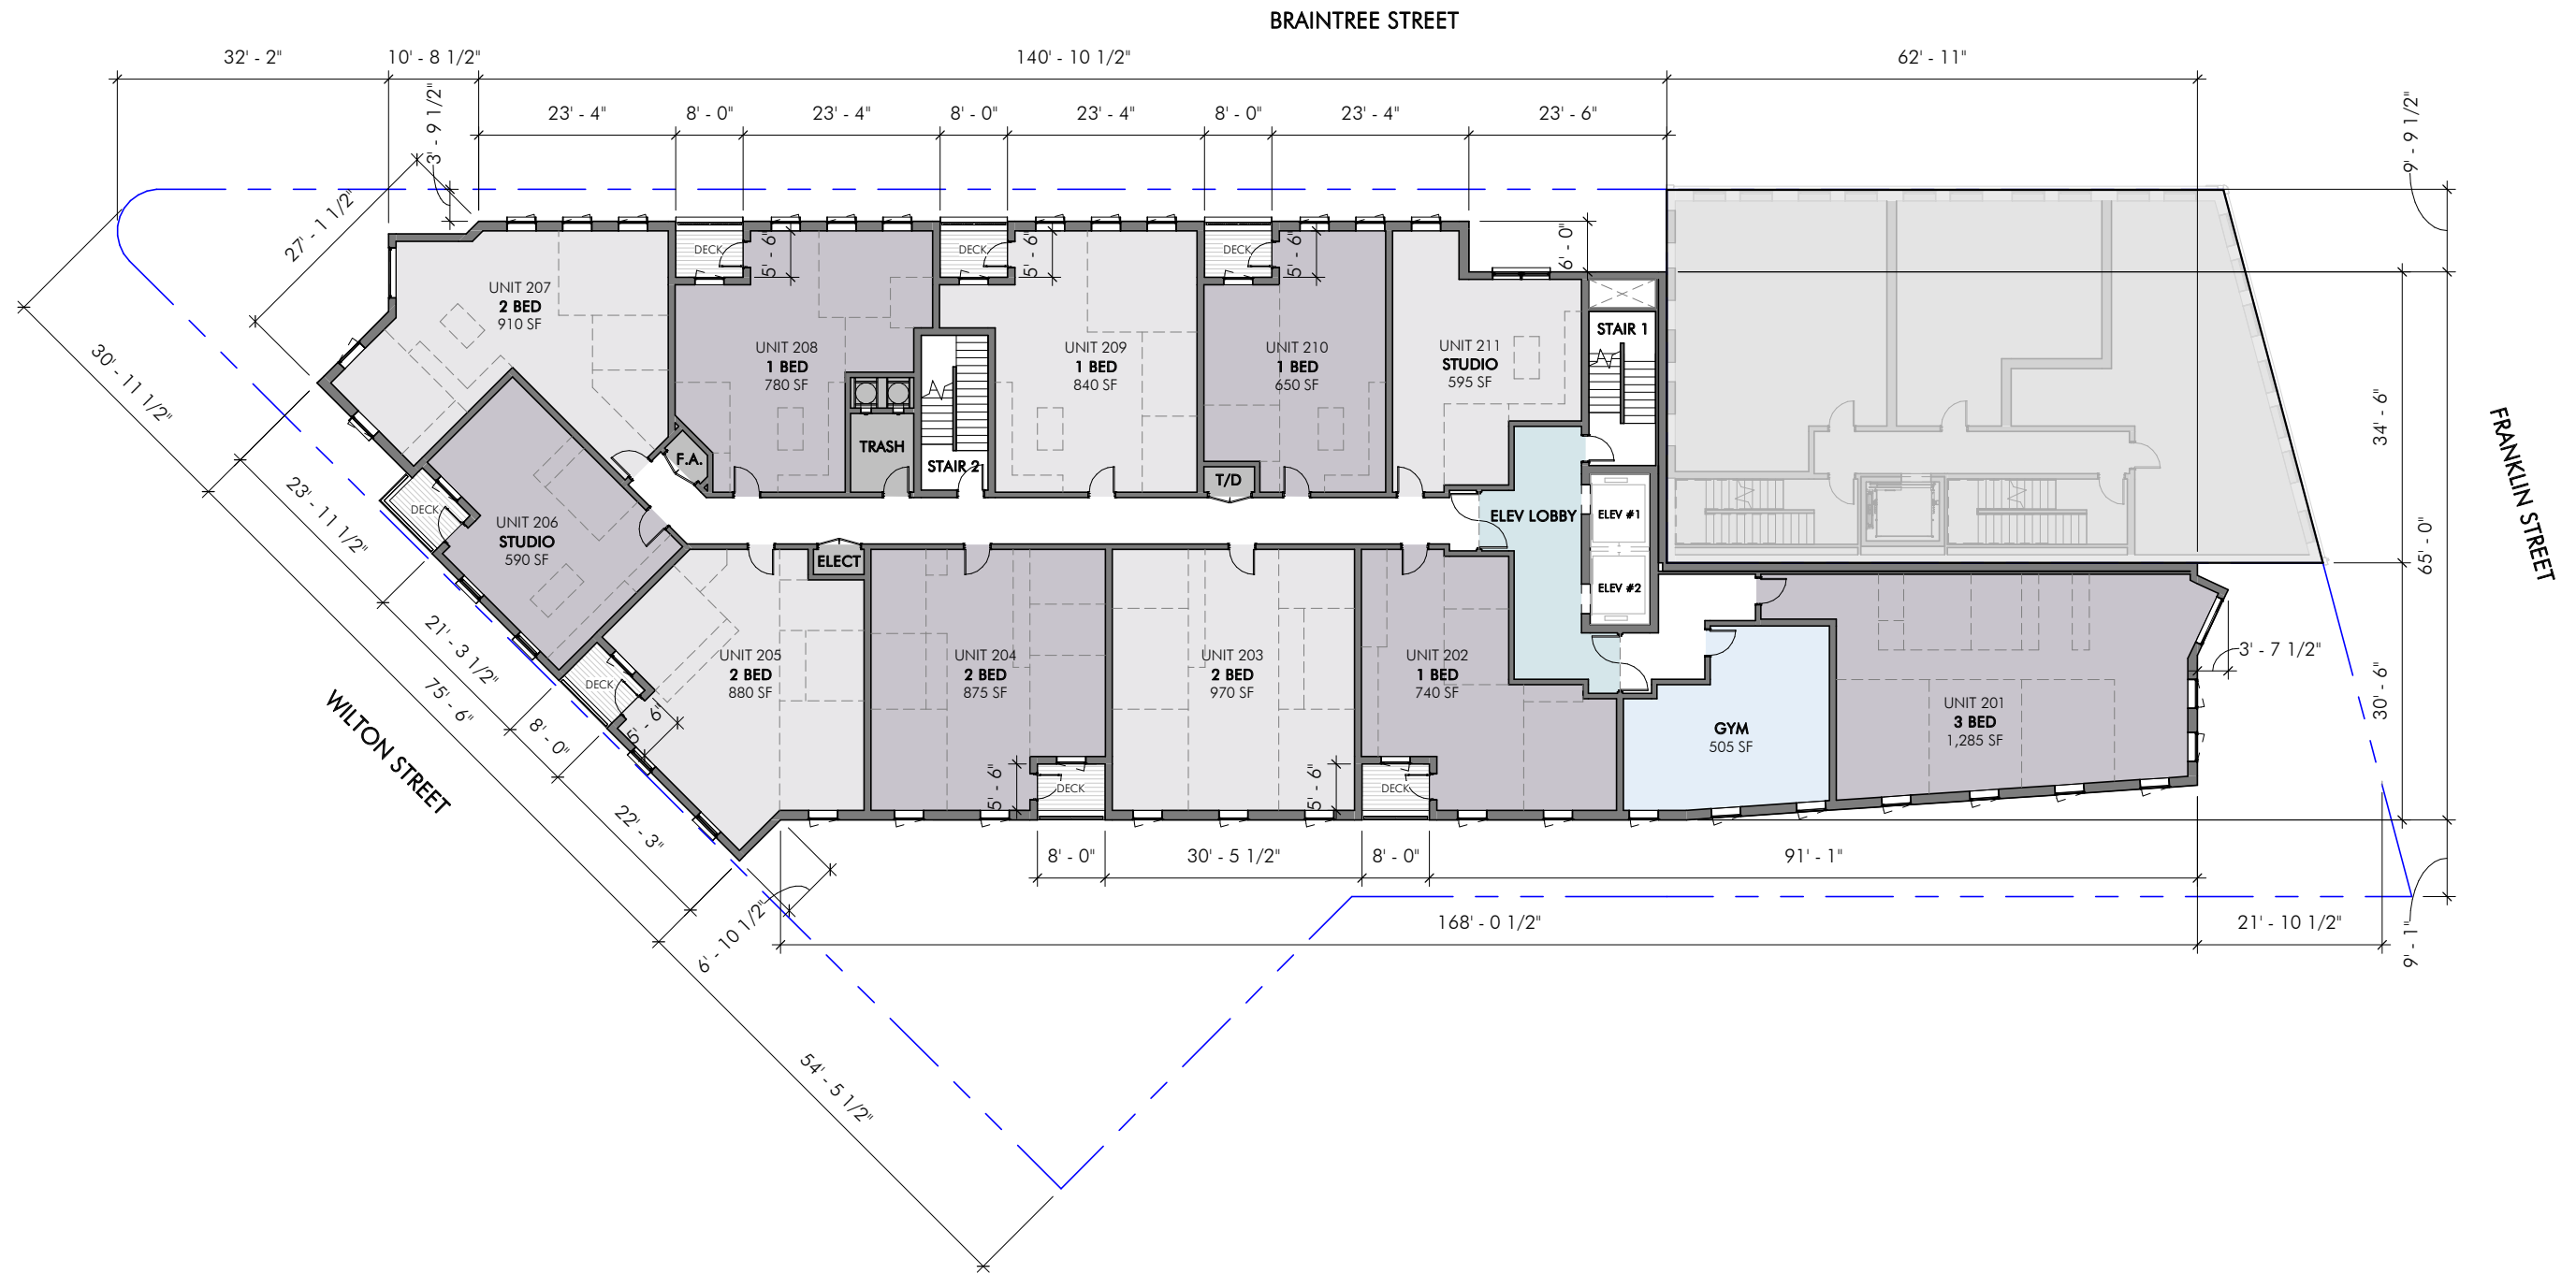 BRAINTREE STREET
32' - 2"
10' - 8 1/2"
140' - 10 1/2"
62' - 11"
3' - 9 1/2"
23' - 4"
8' - 0"
23' - 4"
8' - 0"
23' - 4"
8' - 0"
23' - 4"
23' - 6"
9' - 9 1/2"
27' - 11 1/2"
DECK
5' - 6"
DECK
5' - 6"
DECK
5' - 6"
6' - 0"
UNIT 207
2 BED
910 SF
UNIT 208
1 BED
780 SF
UNIT 209
1 BED
840 SF
UNIT 210
1 BED
650 SF
UNIT 211
STUDIO
595 SF
STAIR 1
30' - 11 1/2"
34' - 6"
FRANKLIN STREET
F.A.
TRASH
STAIR 2
T/D
23' - 11 1/2"
DECK
UNIT 206
STUDIO
590 SF
ELEV LOBBY
ELEV #1
ELEV #2
65' - 0"
ELECT
21' - 3 1/2"
DECK
5' - 6"
UNIT 205
2 BED
880 SF
UNIT 204
2 BED
875 SF
UNIT 203
2 BED
970 SF
UNIT 202
1 BED
740 SF
3' - 7 1/2"
30' - 6"
WILTON STREET
75' - 6"
8' - 0"
GYM
505 SF
UNIT 201
3 BED
1,285 SF
5' - 6"
DECK
5' - 6"
DECK
22' - 3"
8' - 0"
30' - 5 1/2"
8' - 0"
91' - 1"
6' - 10 1/2"
168' - 0 1/2"
21' - 10 1/2"
9' - 1"
54' - 5 1/2"